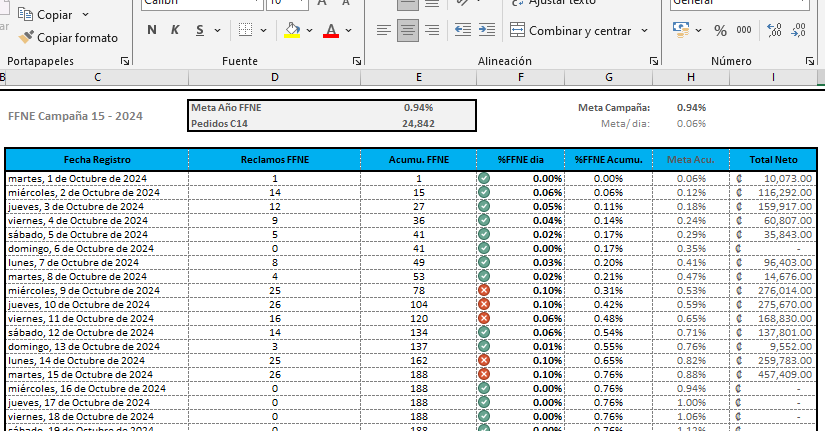 Calibri 10 A A Ajustar texto General
Copiar
N K S A Combinar y centrar % 000
Copiar formato
Portapapeles Fuente Alineación Número
B C D E F G H I
FFNE Campaña 15 - 2024
Meta Año FFNE 0.94% Meta Campaña: 0.94%
Pedidos C14 24,842 Meta/ dia: 0.06%
Fecha Registro Reclamos FFNE Acumu. FFNE %FFNE dia %FFNE Acumu. Meta Acu. Total Neto
martes, 1 de Octubre de 2024 1 1 0.00% 0.00% 0.06% ₡ 10,073.00
miércoles, 2 de Octubre de 2024 14 15 0.06% 0.06% 0.12% ₡ 116,292.00
jueves, 3 de Octubre de 2024 12 27 0.05% 0.11% 0.18% ₡ 159,917.00
viernes, 4 de Octubre de 2024 9 36 0.04% 0.14% 0.24% ₡ 60,807.00
sábado, 5 de Octubre de 2024 5 41 0.02% 0.17% 0.29% ₡ 35,843.00
domingo, 6 de Octubre de 2024 0 41 0.00% 0.17% 0.35% ₡ -
lunes, 7 de Octubre de 2024 8 49 0.03% 0.20% 0.41% ₡ 96,403.00
martes, 8 de Octubre de 2024 4 53 0.02% 0.21% 0.47% ₡ 14,676.00
miércoles, 9 de Octubre de 2024 25 78 0.10% 0.31% 0.53% ₡ 276,014.00
jueves, 10 de Octubre de 2024 26 104 0.10% 0.42% 0.59% ₡ 275,670.00
viernes, 11 de Octubre de 2024 16 120 0.06% 0.48% 0.65% ₡ 168,830.00
sábado, 12 de Octubre de 2024 14 134 0.06% 0.54% 0.71% ₡ 137,801.00
domingo, 13 de Octubre de 2024 3 137 0.01% 0.55% 0.76% ₡ 9,552.00
lunes, 14 de Octubre de 2024 25 162 0.10% 0.65% 0.82% ₡ 259,783.00
martes, 15 de Octubre de 2024 26 188 0.10% 0.76% 0.88% ₡ 457,409.00
miércoles, 16 de Octubre de 2024 0 188 0.00% 0.76% 0.94% ₡ -
jueves, 17 de Octubre de 2024 0 188 0.00% 0.76% 1.00% ₡ -
viernes, 18 de Octubre de 2024 0 188 0.00% 0.76% 1.06% ₡ -
sábado, 19 de Octubre de 2024 0 188 0.00% 0.76% 1.12% ₡ -